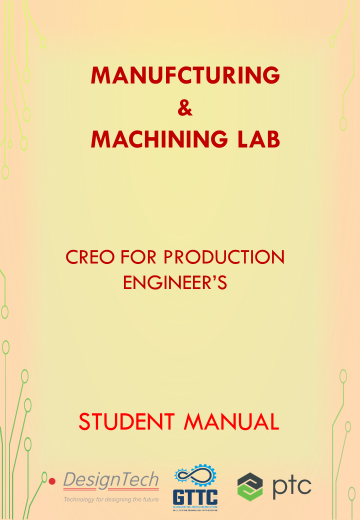 MANUFCTURING
&
MACHINING LAB
CREO FOR PRODUCTION
ENGINEER'S
STUDENT MANUAL
DesignTech
Technology for designing the future
GTTC
ptc